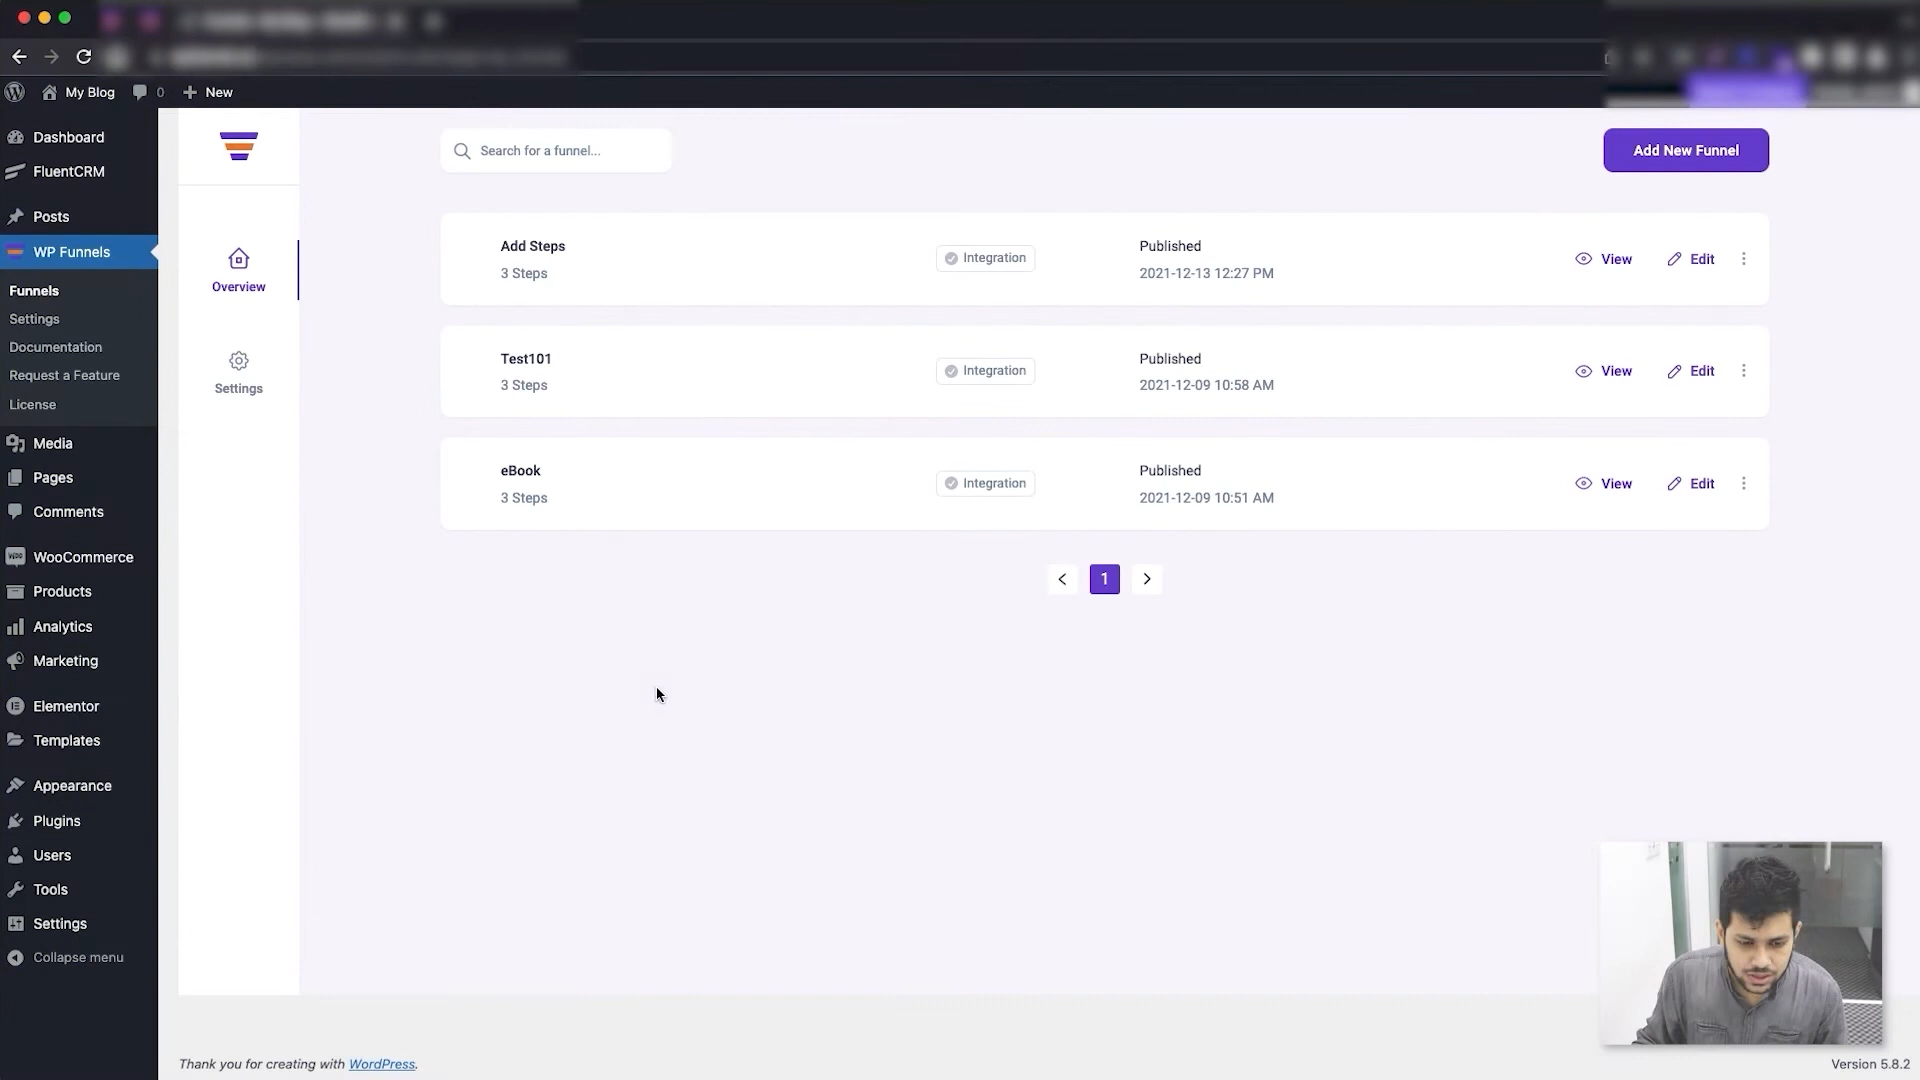 My Blog
0
New
Dashboard
FluentCRM
Posts
WP Funnels
Funnels
Settings
Documentation
Request a Feature
License
Media
Pages
Comments
WooCommerce
Products
Analytics
Marketing
Elementor
Templates
Appearance
Plugins
Users
Tools
Settings
Collapse menu
Overview
Settings
Search for a funnel...
Add New Funnel
Add Steps
3 Steps
Integration
Published
2021-12-13 12:27 PM
View
Edit
Test101
3 Steps
Integration
Published
2021-12-09 10:58 AM
View
Edit
eBook
3 Steps
Integration
Published
2021-12-09 10:51 AM
View
Edit
1
Thank you for creating with WordPress.
Version 5.8.2